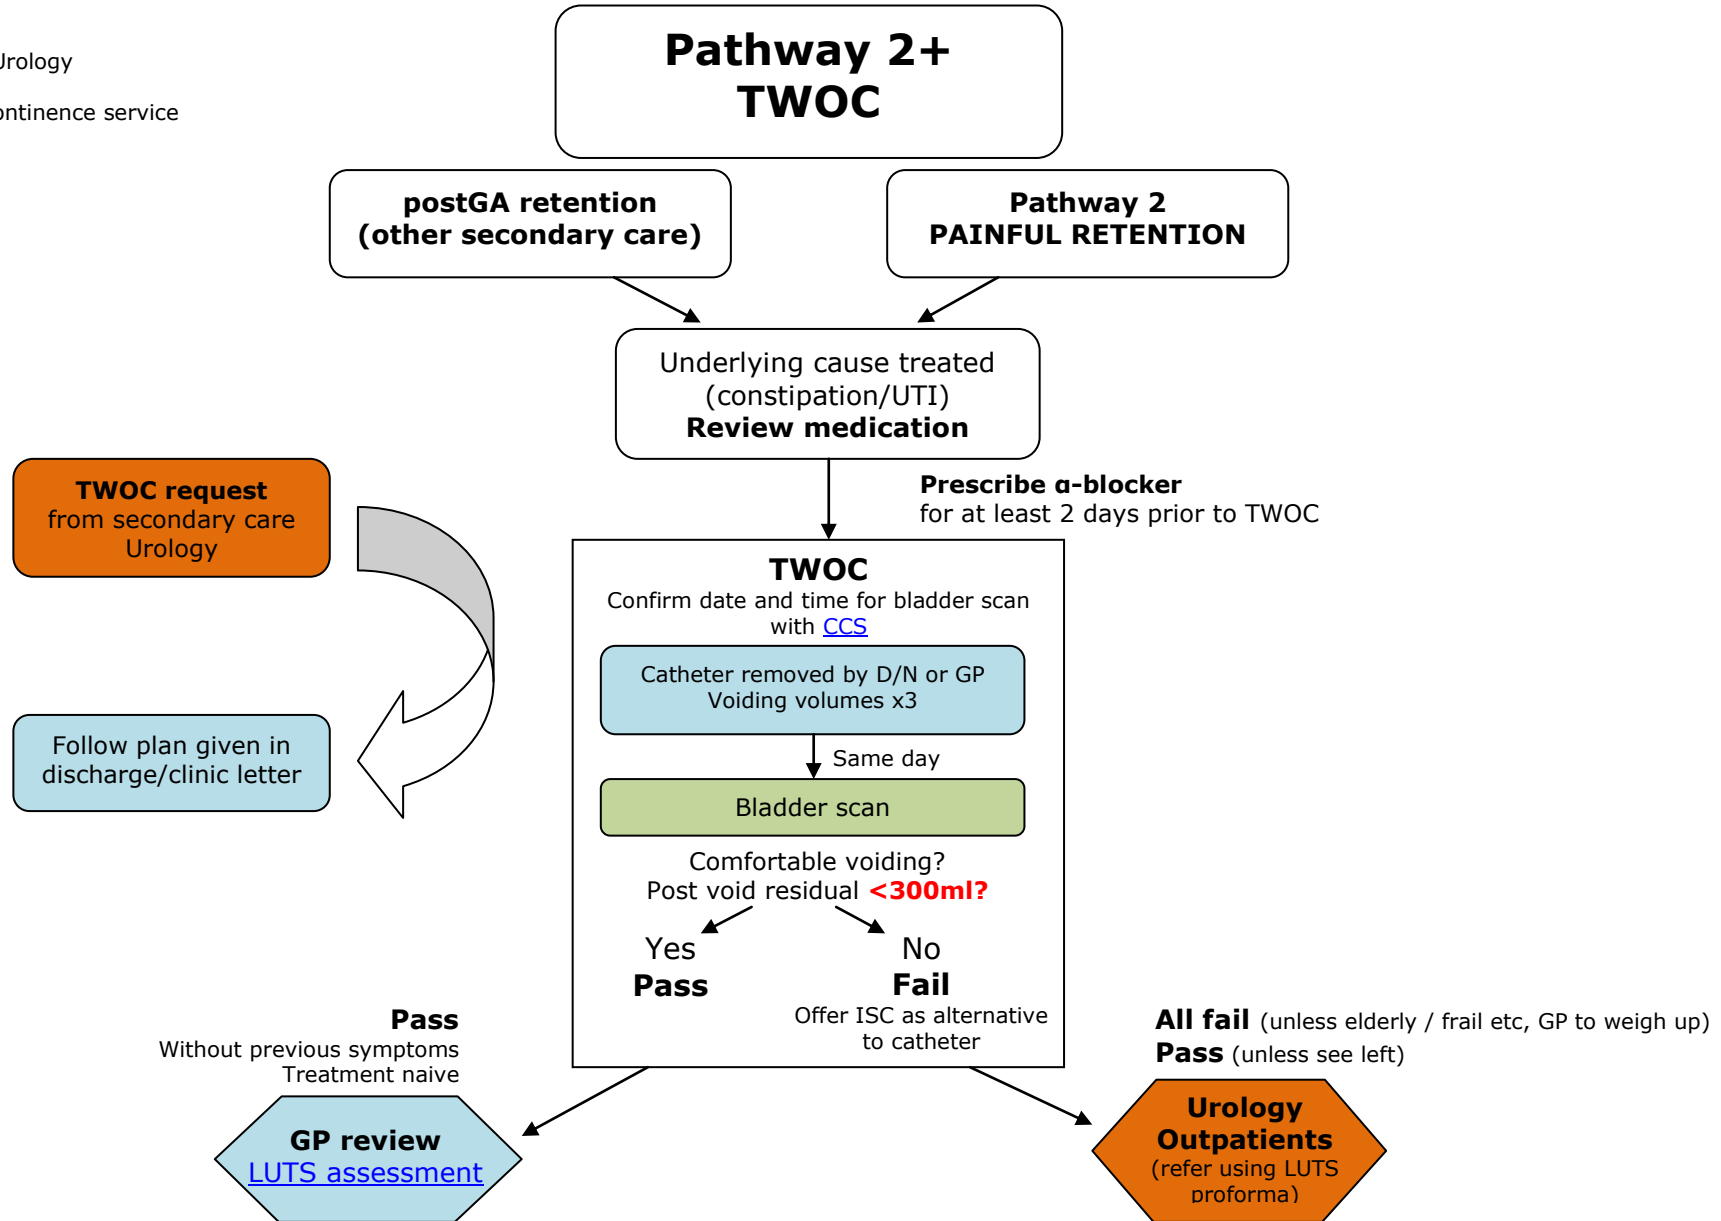 Urology
ontinence service
Pathway 2+
TWOC
postGA retention
(other secondary care)
Pathway 2
PAINFUL RETENTION
Underlying cause treated
(constipation/UTI)
Review medication
Prescribe α-blocker
for at least 2 days prior to TWOC
TWOC request
from secondary care
Urology
Follow plan given in
discharge/clinic letter
TWOC
Confirm date and time for bladder scan
with CCS
Catheter removed by D/N or GP
Voiding volumes x3
Same day
Bladder scan
Comfortable voiding?
Post void residual <300ml?
Yes
Pass
No
Fail
Offer ISC as alternative
to catheter
Pass
Without previous symptoms
Treatment naive
GP review
LUTS assessment
All fail (unless elderly / frail etc, GP to weigh up)
Pass (unless see left)
Urology
Outpatients
(refer using LUTS
proforma)